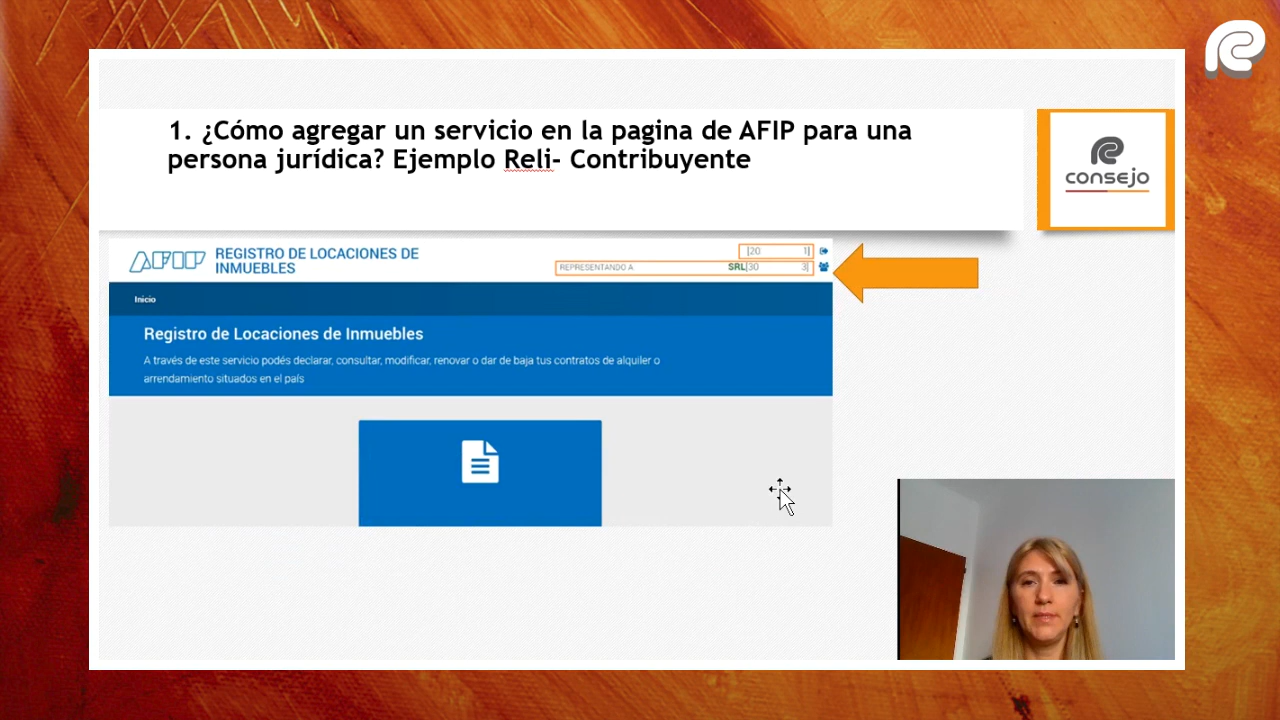 1. ¿Cómo agregar un servicio en la pagina de AFIP para una
persona jurídica? Ejemplo Reli- Contribuyente
consejo
AFIP
REGISTRO DE LOCACIONES DE
INMUEBLES
[20 1]
REPRESENTANDO A SRL[30 3]
Inicio
Registro de Locaciones de Inmuebles
A través de este servicio podés declarar, consultar, modificar, renovar o dar de baja tus contratos de alquiler o
arrendamiento situados en el país